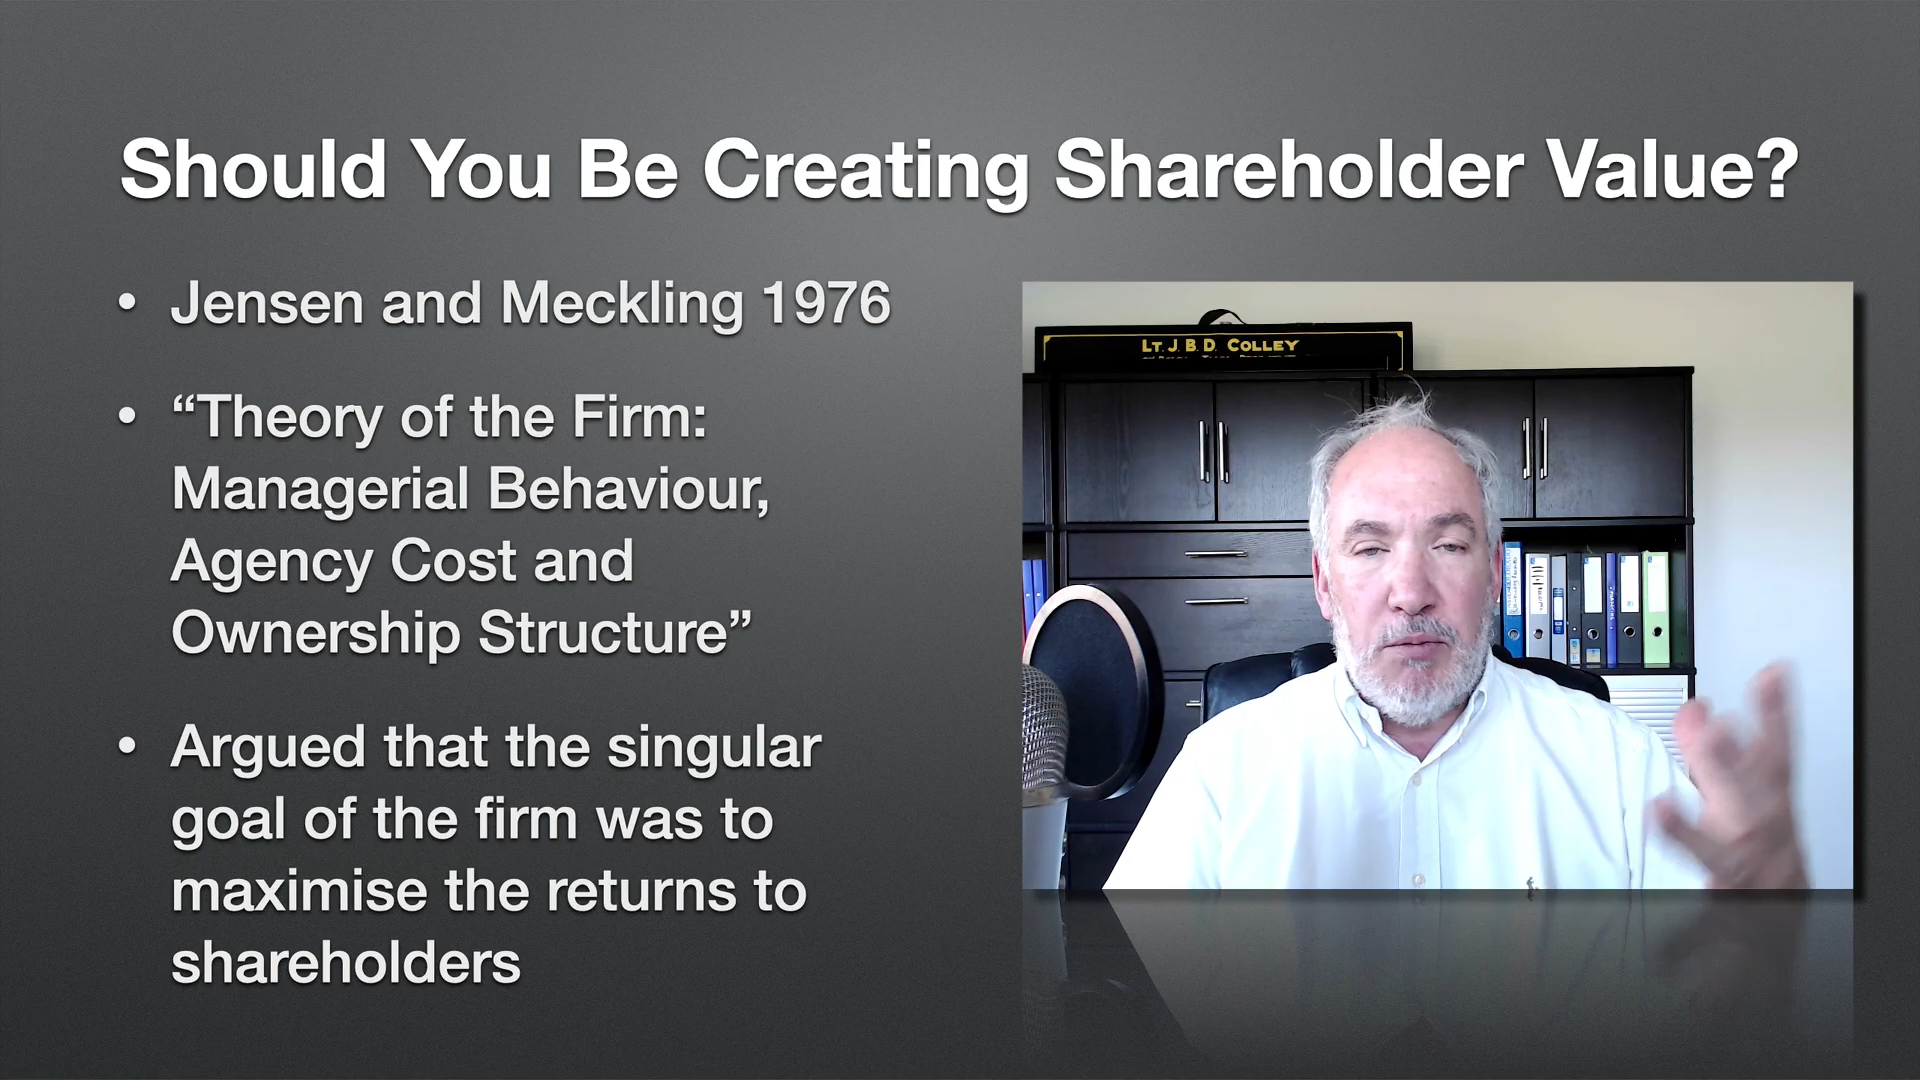 Should You Be Creating Shareholder Value?
• Jensen and Meckling 1976
• “Theory of the Firm:
Managerial Behaviour,
Agency Cost and
Ownership Structure”
• Argued that the singular
goal of the firm was to
maximise the returns to
shareholders
LT. J. B. D. COLLEY